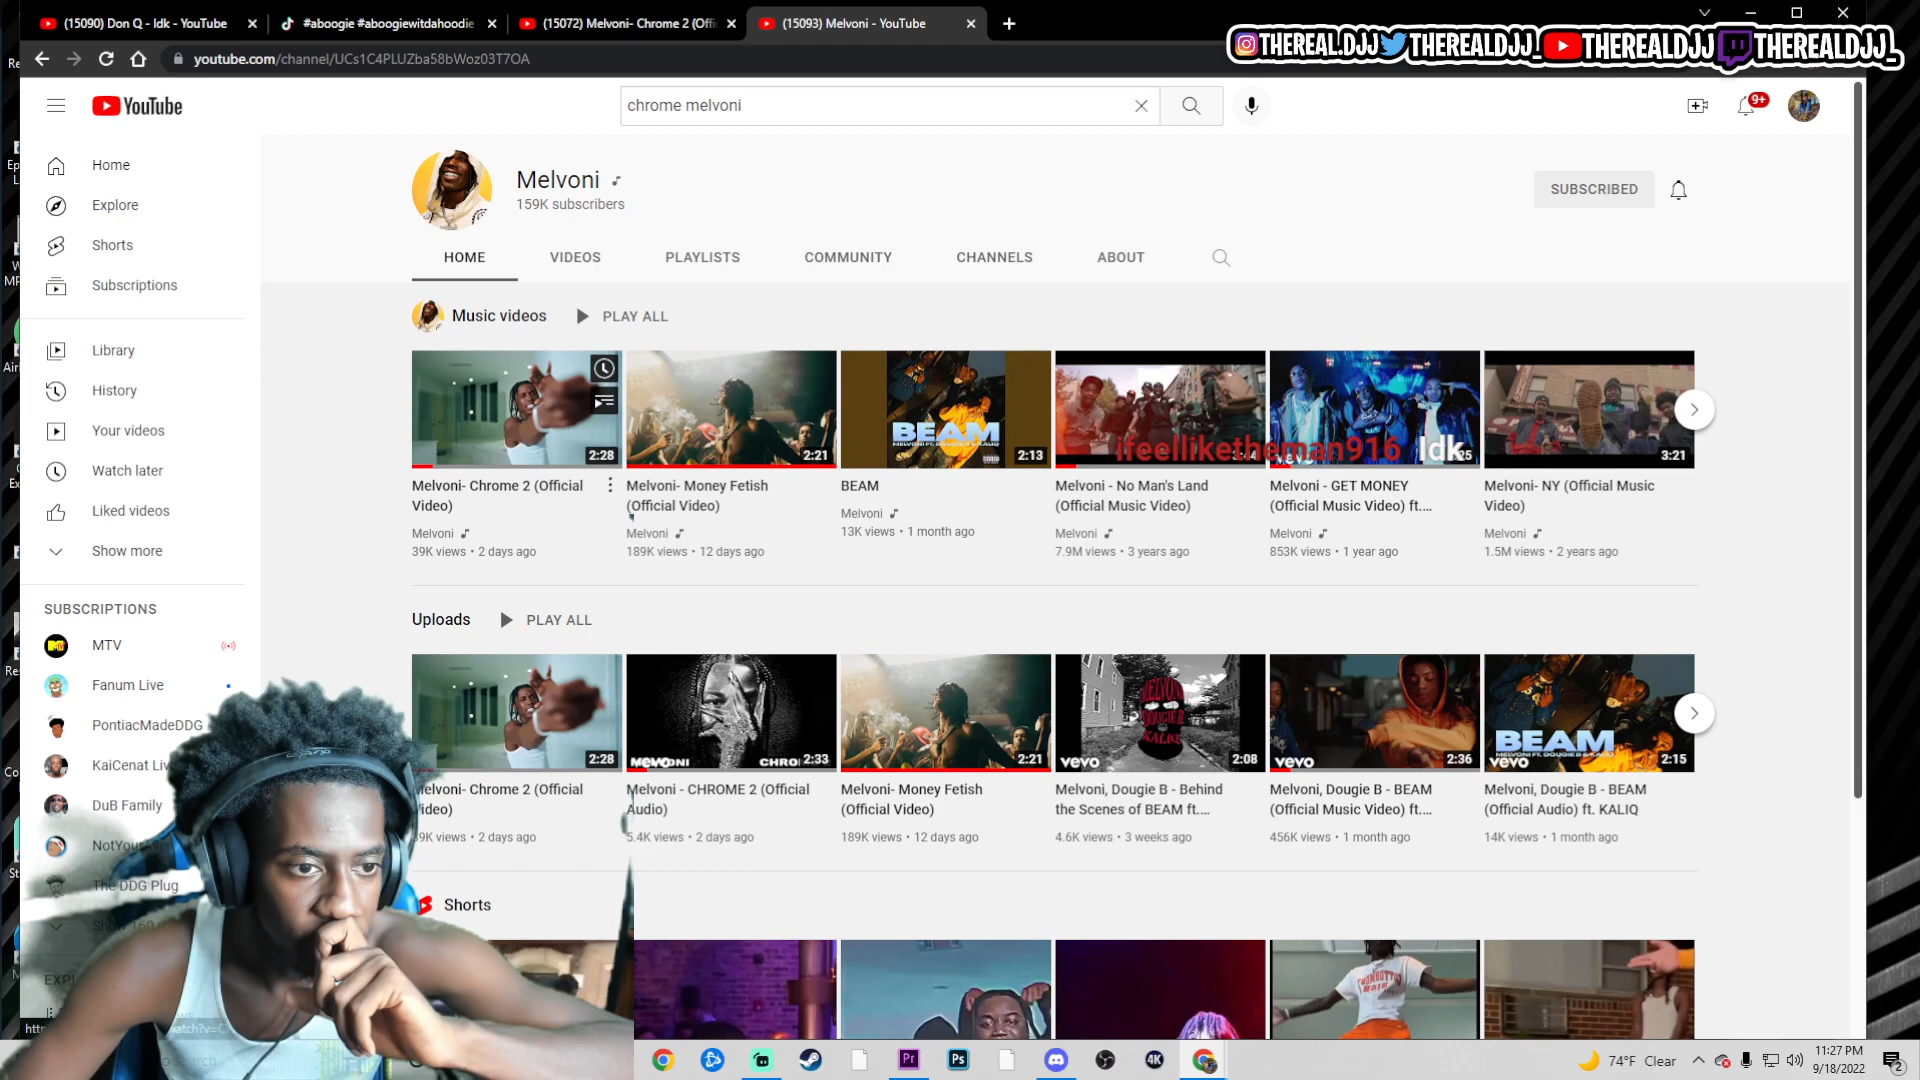 (15090) Don Q - Idk - YouTube
#aboogie #aboogiewitdahoodie
(15072) Melvoni- Chrome 2 (Offi
(15093) Melvoni - YouTube
THEREAL.DJJ THEREALDJJ_ THEREALDJJ THEREALDJJ_
youtube.com/channel/UCs1C4PLUZba58bWoz03T7OA
YouTube
chrome melvoni
9+
Home
Explore
Shorts
Subscriptions
Library
History
Your videos
Watch later
Liked videos
Show more
SUBSCRIPTIONS
MTV
Fanum Live
PontiacMadeDDG
KaiCenat Liv
DuB Family
The DDG Plug
Melvoni
159K subscribers
SUBSCRIBED
HOME VIDEOS PLAYLISTS COMMUNITY CHANNELS ABOUT
Music videos PLAY ALL
2:28
2:21
BEAM
2:13
ifeelliketheman916 Idk
3:21
Melvoni- Chrome 2 (Official
Video)
Melvoni
39K views • 2 days ago
Melvoni- Money Fetish
(Official Video)
Melvoni
189K views • 12 days ago
BEAM
Melvoni
13K views • 1 month ago
Melvoni - No Man's Land
(Official Music Video)
Melvoni
7.9M views • 3 years ago
Melvoni - GET MONEY
(Official Music Video) ft....
Melvoni
853K views • 1 year ago
Melvoni- NY (Official Music
Video)
Melvoni
1.5M views • 2 years ago
Uploads PLAY ALL
2:28
CHRO
2:33
2:21
MELVONI
DOUGIE B
KALIQ
vevo
2:08
vevo
2:36
BEAM
vevo
2:15
elvoni- Chrome 2 (Official
ideo)
39K views • 2 days ago
Melvoni - CHROME 2 (Official
Audio)
5.4K views • 2 days ago
Melvoni- Money Fetish
(Official Video)
189K views • 12 days ago
Melvoni, Dougie B - Behind
the Scenes of BEAM ft....
4.6K views • 3 weeks ago
Melvoni, Dougie B - BEAM
(Official Music Video) ft....
456K views • 1 month ago
Melvoni, Dougie B - BEAM
(Official Audio) ft. KALIQ
14K views • 1 month ago
Shorts
watch?v=C
Pr
Ps
4K
74°F Clear
11:27 PM
9/18/2022
2